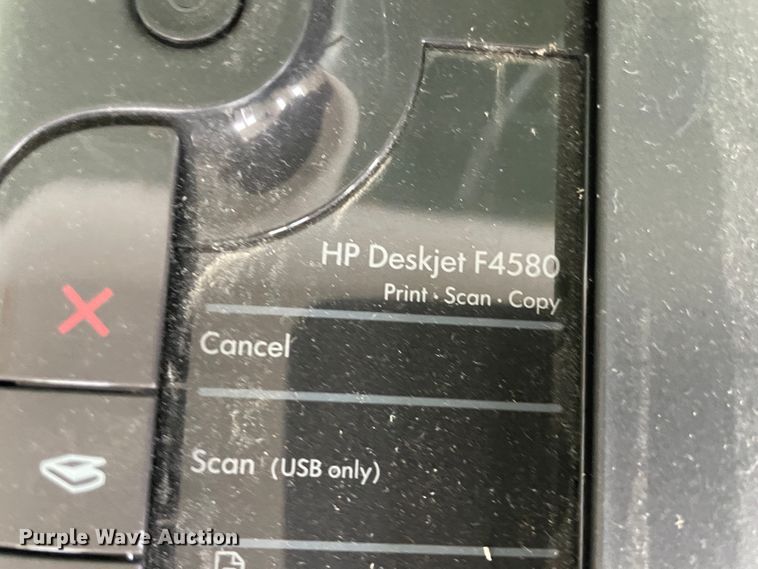 HP Deskjet F4580
Print · Scan · Copy
Cancel
Scan (USB only)
Purple Wave Auction